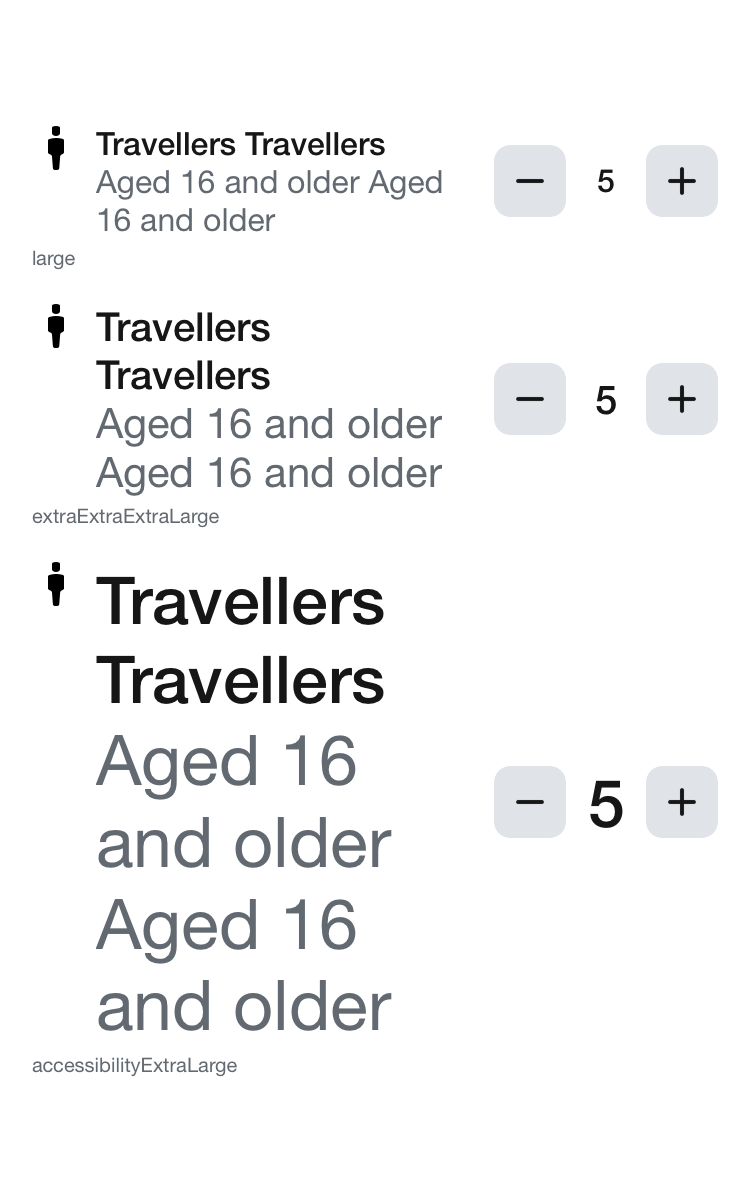 Travellers Travellers
Aged 16 and older Aged
16 and older
− 5 +
large
Travellers
Travellers
Aged 16 and older
Aged 16 and older
− 5 +
extraExtraExtraLarge
Travellers
Travellers
Aged 16
and older
Aged 16
and older
− 5 +
accessibilityExtraLarge